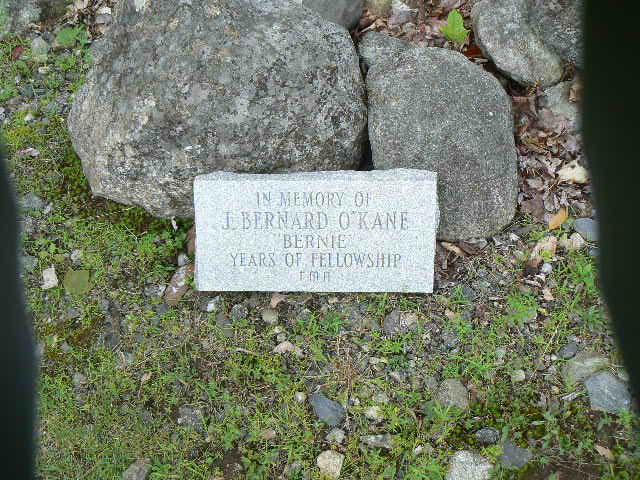 IN MEMORY OF
J. BERNARD O'KANE
"BERNIE"
YEARS OF FELLOWSHIP